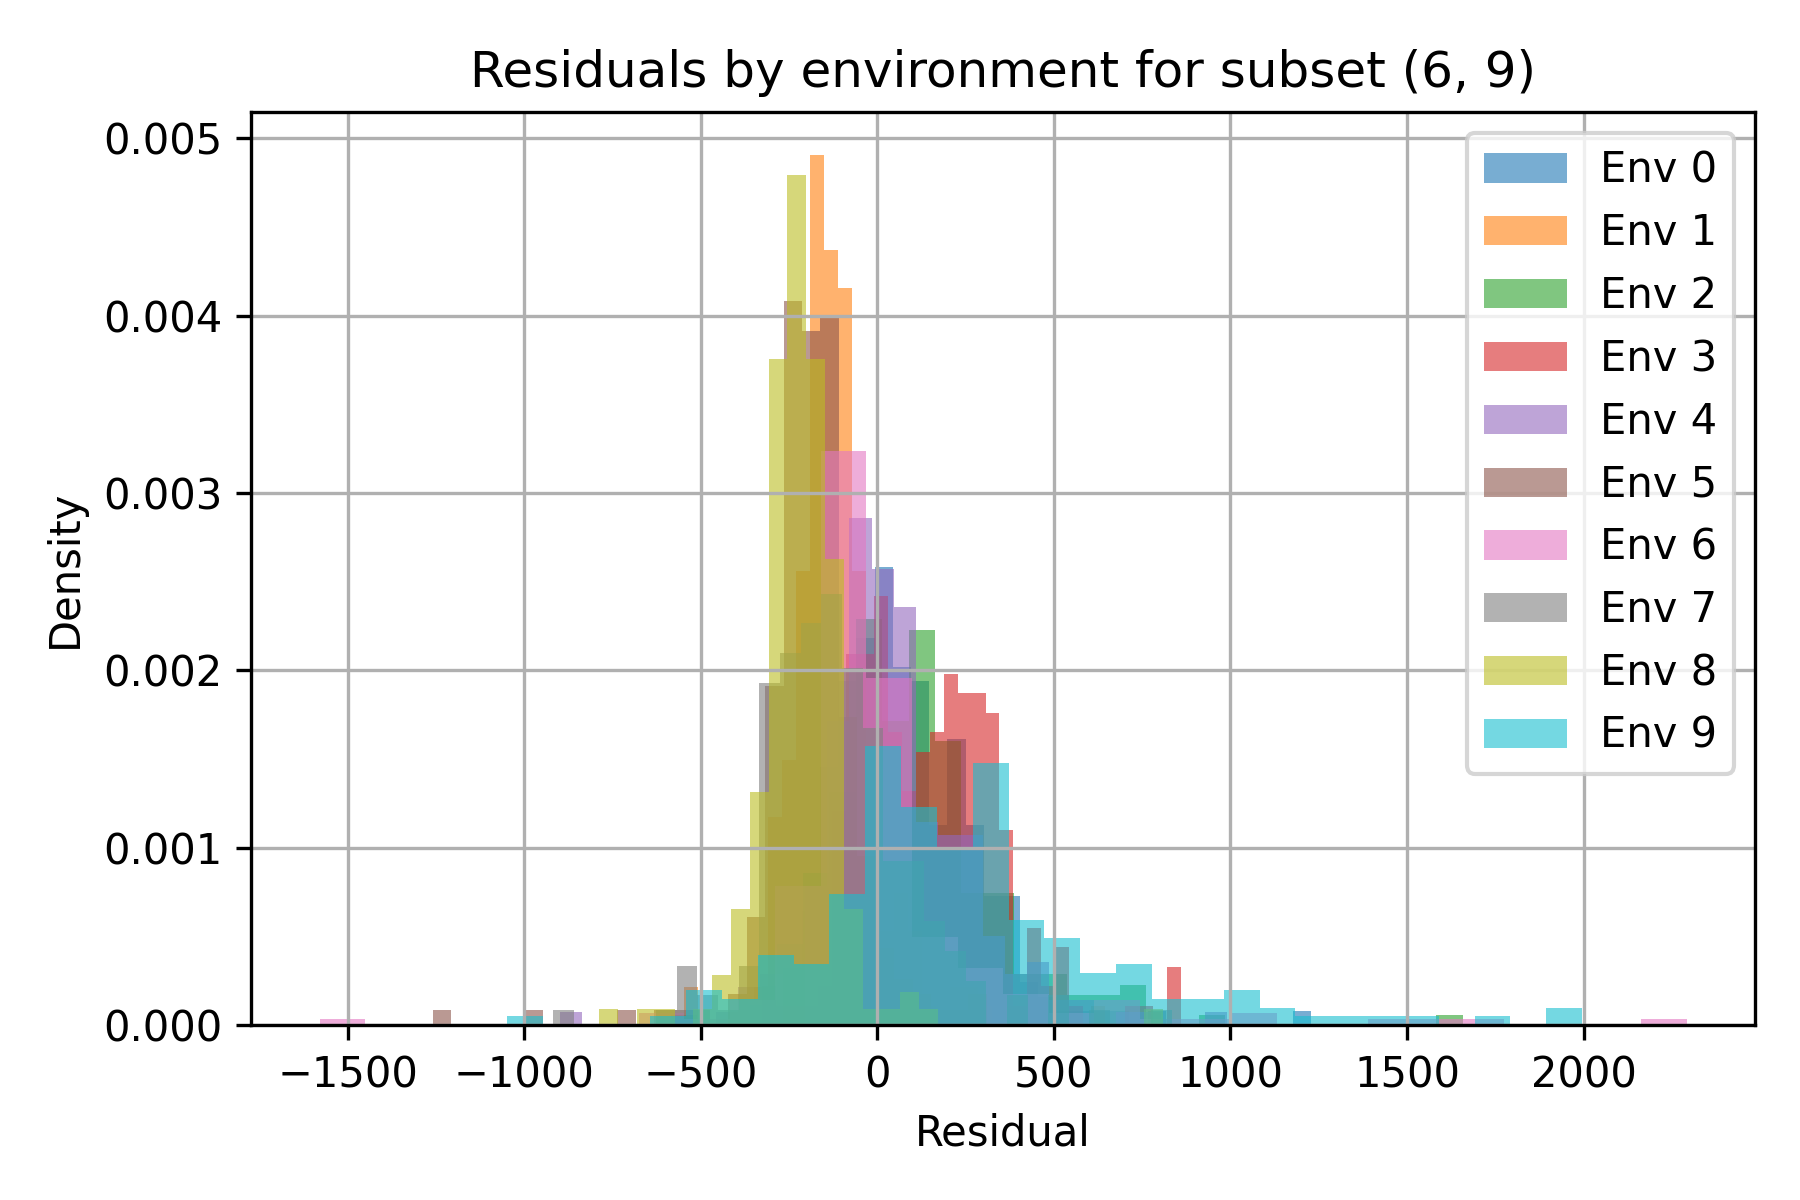 Residuals by environment for subset (6, 9)
0.005
0.004
0.003
0.002
0.001
0.000
Density
−1500 −1000 −500 0 500 1000 1500 2000
Residual
Env 0
Env 1
Env 2
Env 3
Env 4
Env 5
Env 6
Env 7
Env 8
Env 9